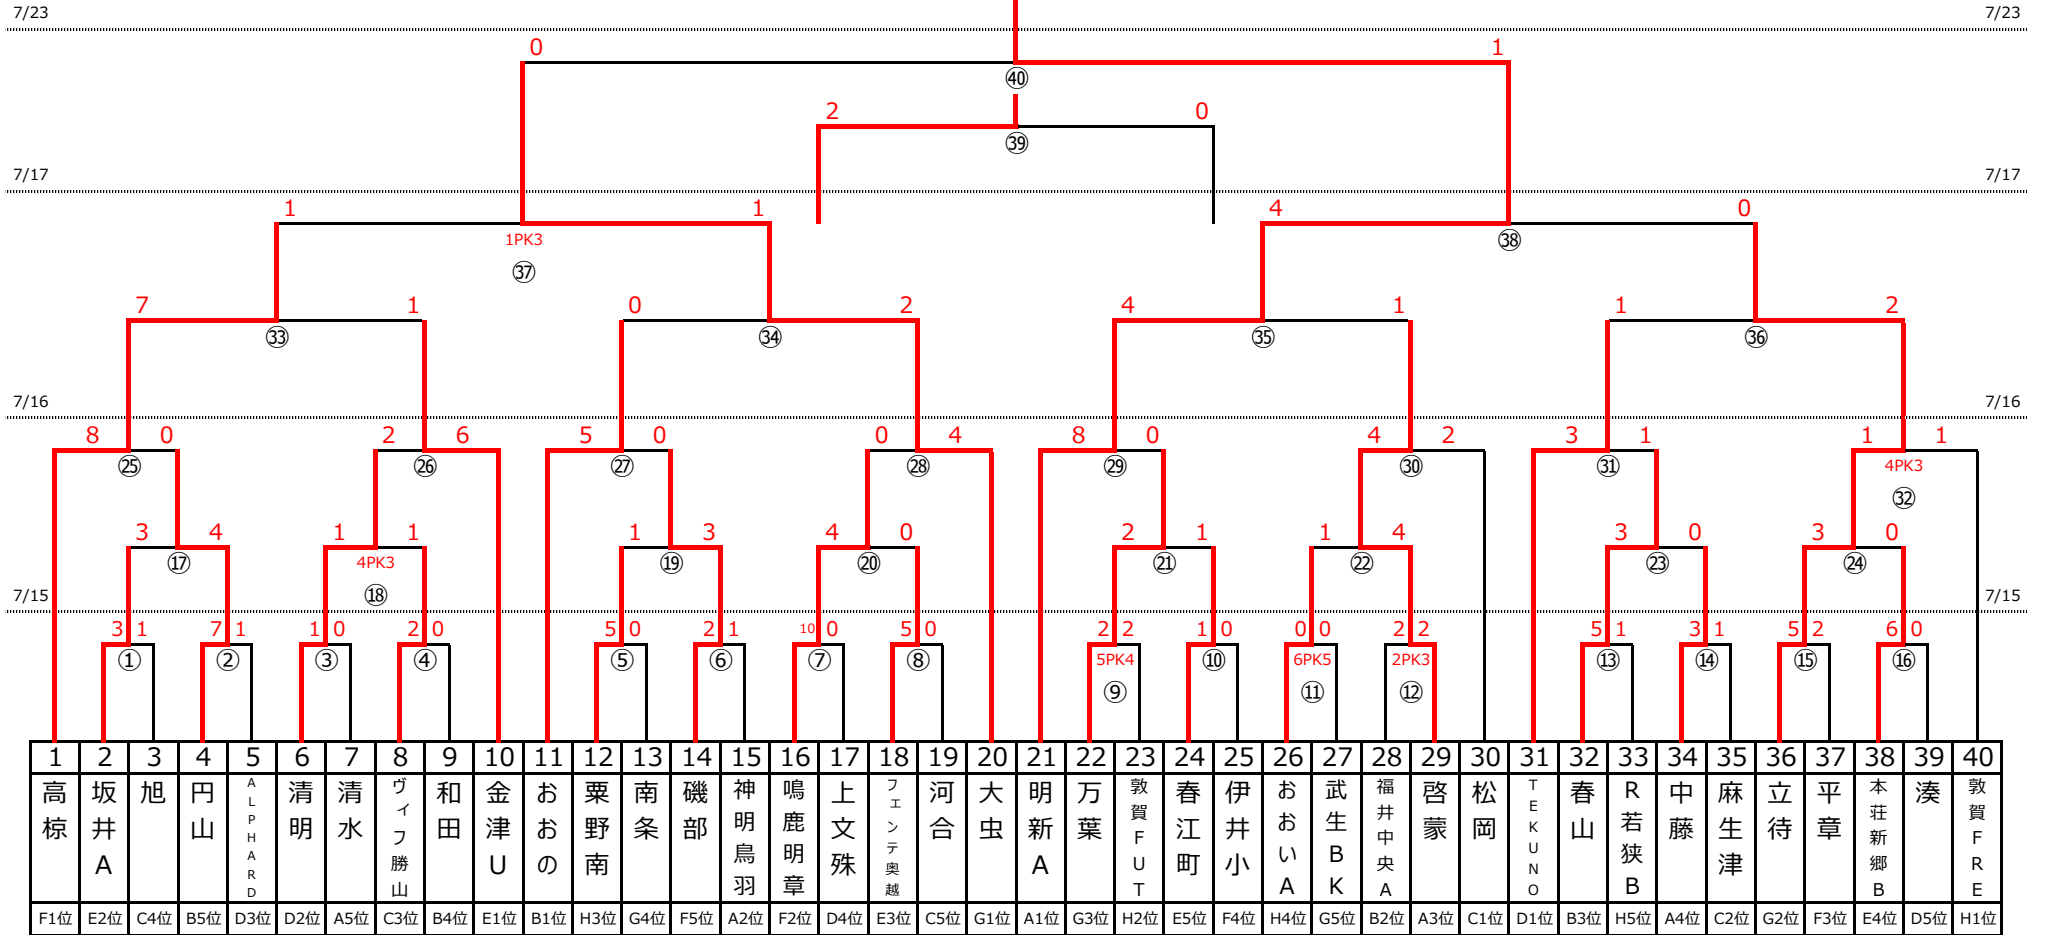 7/23 7/23
0 1
㊵
2 0
㊴
7/17 7/17
1 1 4 0
1PK3 ㊳
㊲
7 1 0 2 4 1 1 2
㉝ ㉞ ㉟ ㊱
7/16 7/16
8 0 2 6 5 0 0 4 8 0 4 2 3 1 1 1
㉕ ㉖ ㉗ ㉘ ㉙ ㉚ ㉛ 4PK3
㉜
3 4 1 1 1 3 4 0 2 1 1 4 3 0 3 0
⑰ 4PK3 ⑲ ⑳ ㉑ ㉒ ㉓ ㉔
⑱
7/15 7/15
3 1 7 1 1 0 2 0 5 0 2 1 10 0 5 0 2 2 1 0 0 0 2 2 5 1 3 1 5 2 6 0
① ② ③ ④ ⑤ ⑥ ⑦ ⑧ 5PK4 ⑩ 6PK5 2PK3 ⑬ ⑭ ⑮ ⑯
⑨ ⑪ ⑫
1 2 3 4 5 6 7 8 9 10 11 12 13 14 15 16 17 18 19 20 21 22 23 24 25 26 27 28 29 30 31 32 33 34 35 36 37 38 39 40
高椋
坂井A
旭
円山
ALPHARD
清明
清水
ヴィフ勝山
和田
金津U
おおの
粟野南
南条
磯部
神明鳥羽
鳴鹿明章
上文殊
フェンテ奥越
河合
大虫
明新A
万葉
敦賀FUT
春江町
伊井小
おおいA
武生BK
福井中央A
啓蒙
松岡
TEKUNO
春山
R若狭B
中藤
麻生津
立待
平章
本荘新郷B
湊
敦賀FRE
F1位 E2位 C4位 B5位 D3位 D2位 A5位 C3位 B4位 E1位 B1位 H3位 G4位 F5位 A2位 F2位 D4位 E3位 C5位 G1位 A1位 G3位 H2位 E5位 F4位 H4位 G5位 B2位 A3位 C1位 D1位 B3位 H5位 A4位 C2位 G2位 F3位 E4位 D5位 H1位